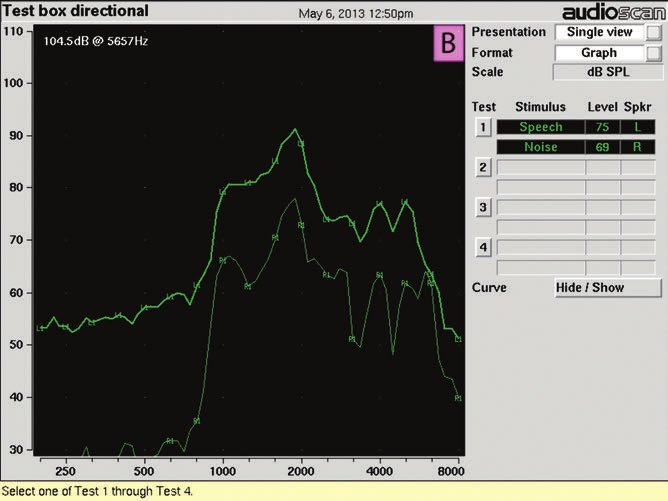 Test box directional
May 6, 2013 12:50pm
audioscan
104.5dB @ 5657Hz
B
Presentation Single view
Format Graph
Scale dB SPL
Test Stimulus Level Spkr
1 Speech 75 L
Noise 69 R
2
3
4
Curve Hide / Show
110
100
90
80
70
60
50
40
30
250 500 1000 2000 4000 8000
L1
R1
Select one of Test 1 through Test 4.